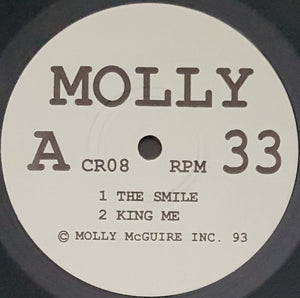 MOLLY
A CR08 RPM 33
1 THE SMILE
2 KING ME
© MOLLY McGUIRE INC. 93